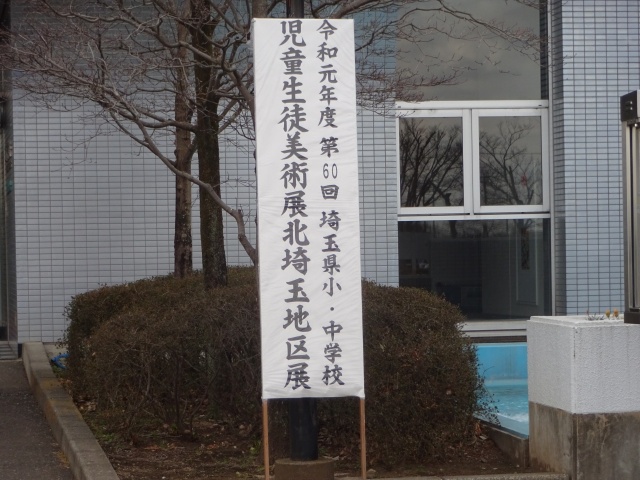 令和元年度 第60回 埼玉県小・中学校
児童生徒美術展北埼玉地区展